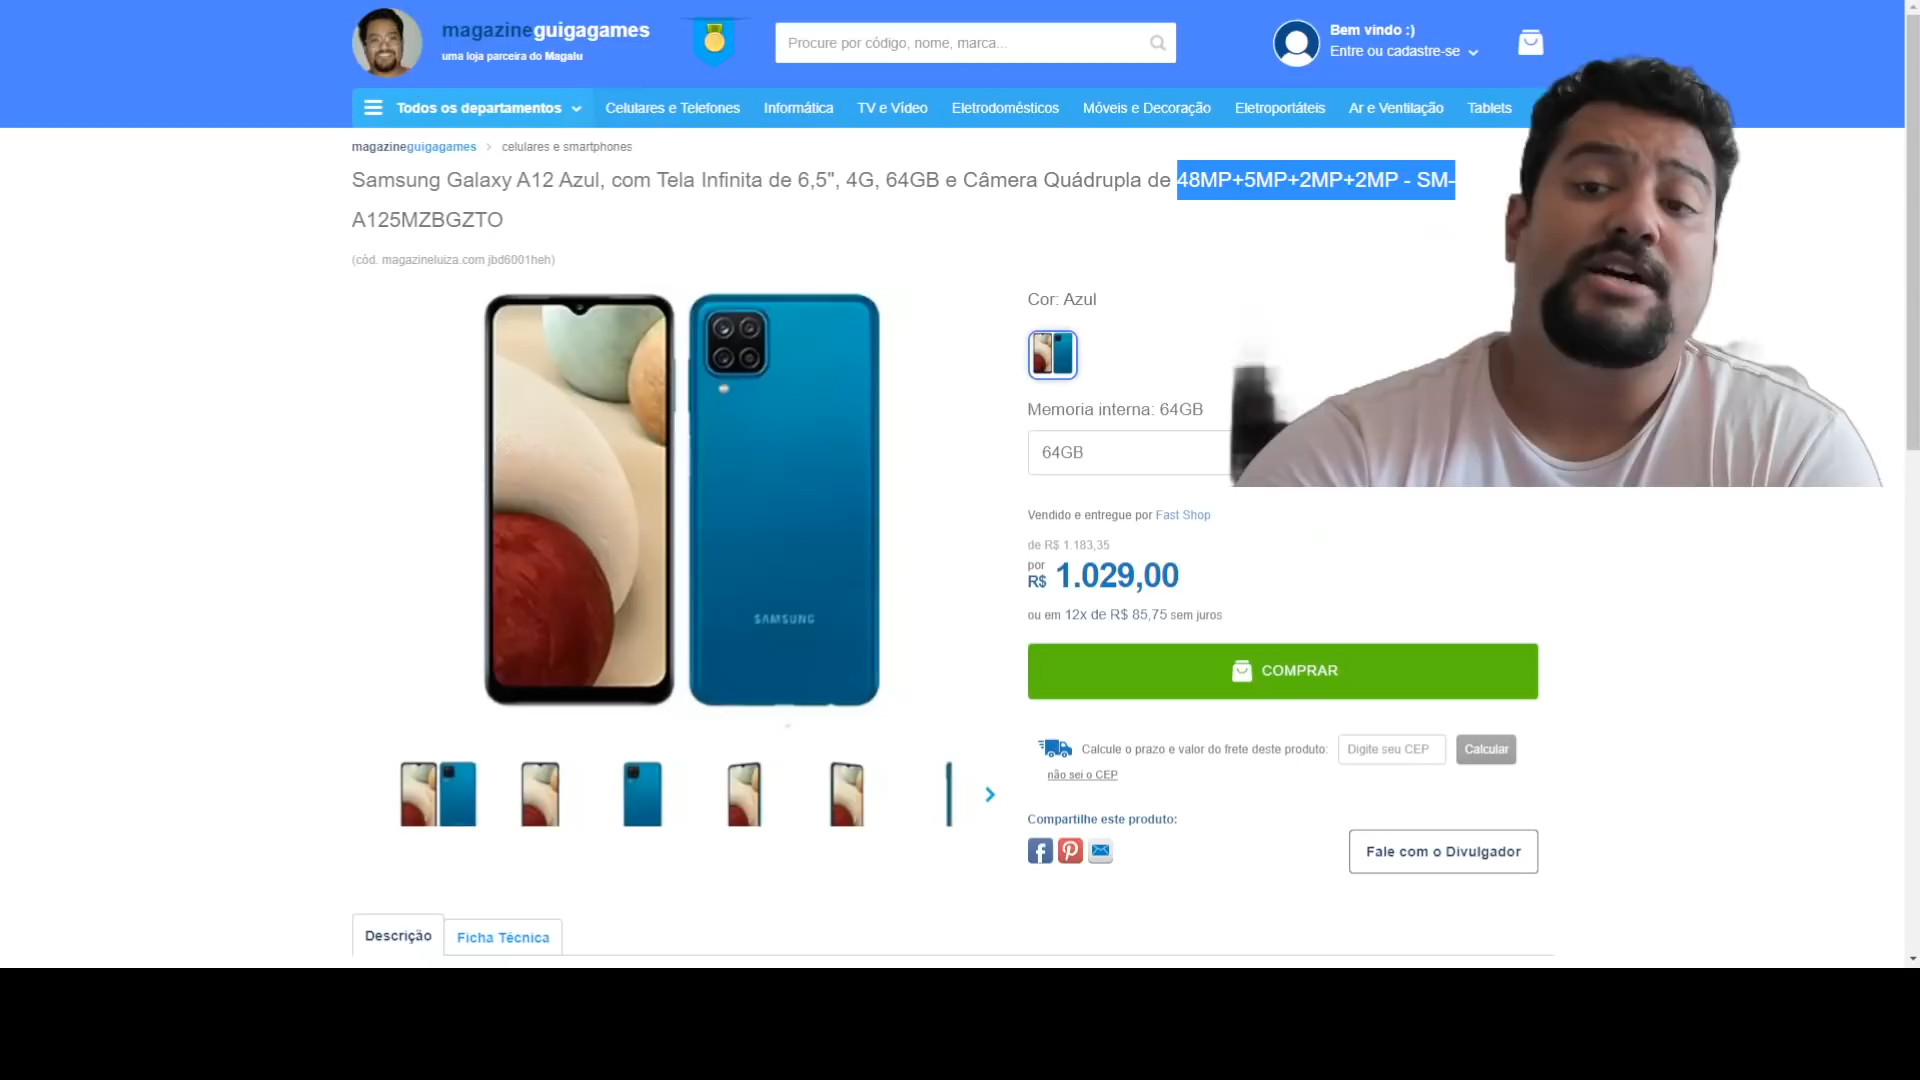 magazineguigagames
uma loja parceira do Magalu
Procure por código, nome, marca...
Bem vindo :)
Entre ou cadastre-se
Todos os departamentos
Celulares e Telefones
Informática
TV e Vídeo
Eletrodomésticos
Móveis e Decoração
Eletroportáteis
Ar e Ventilação
Tablets
magazineguigagames > celulares e smartphones
Samsung Galaxy A12 Azul, com Tela Infinita de 6,5", 4G, 64GB e Câmera Quádrupla de 48MP+5MP+2MP+2MP - SM-
A125MZBGZTO
(cód. magazineluiza.com jbd6001heh)
SAMSUNG
Cor: Azul
Memoria interna: 64GB
64GB
Vendido e entregue por Fast Shop
de R$ 1.183,35
por
R$ 1.029,00
ou em 12x de R$ 85,75 sem juros
COMPRAR
Calcule o prazo e valor do frete deste produto:
Digite seu CEP
Calcular
não sei o CEP
Compartilhe este produto:
Fale com o Divulgador
Descrição
Ficha Técnica